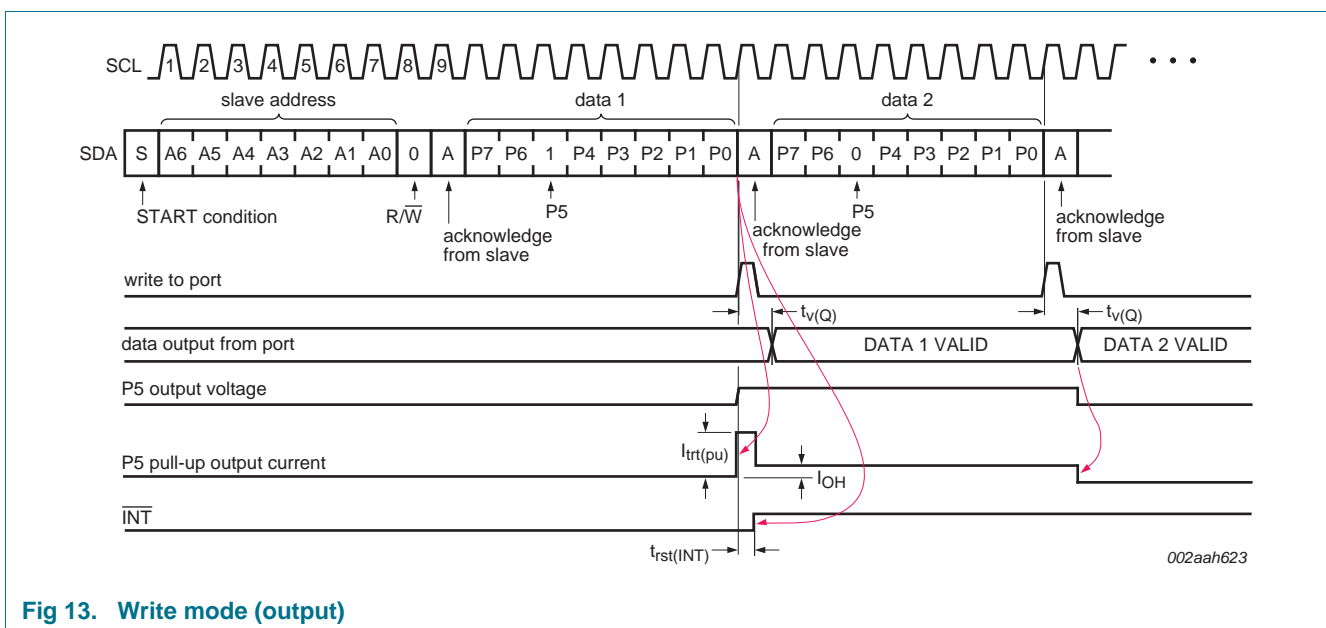 SCL 1 2 3 4 5 6 7 8 9 • • •
slave address data 1 data 2
SDA S A6 A5 A4 A3 A2 A1 A0 0 A P7 P6 1 P4 P3 P2 P1 P0 A P7 P6 0 P4 P3 P2 P1 P0 A
START condition R/W̅ acknowledge from slave P5 acknowledge from slave P5 acknowledge from slave
write to port
tv(Q) tv(Q)
data output from port DATA 1 VALID DATA 2 VALID
P5 output voltage
Itrt(pu)
P5 pull-up output current
IOH
I̅N̅T̅
trst(INT)
002aah623
Fig 13. Write mode (output)